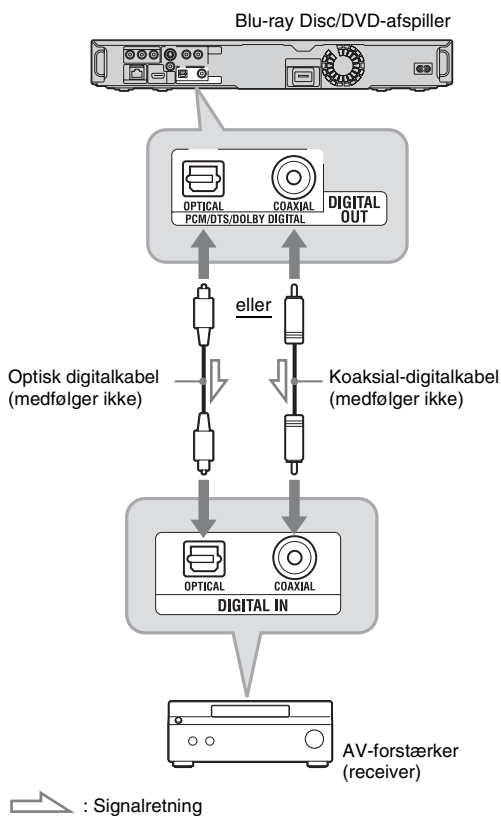 Blu-ray Disc/DVD-afspiller
OPTICAL
COAXIAL
PCM/DTS/DOLBY DIGITAL
DIGITAL
OUT
eller
Optisk digitalkabel
(medfølger ikke)
Koaksial-digitalkabel
(medfølger ikke)
OPTICAL
COAXIAL
DIGITAL IN
AV-forstærker
(receiver)
: Signalretning